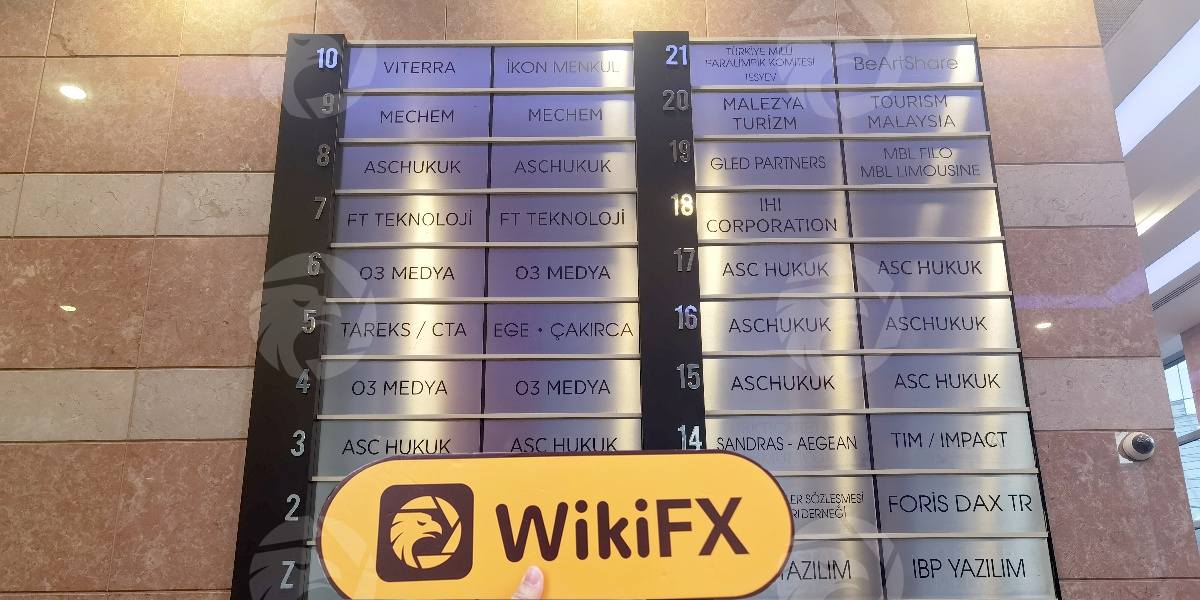 10
VITERRA
İKON MENKUL
9
MECHEM
MECHEM
8
ASCHUKUK
ASCHUKUK
7
FT TEKNOLOJİ
FT TEKNOLOJİ
6
O3 MEDYA
O3 MEDYA
5
TAREKS / CTA
EGE • ÇAKIRCA
4
O3 MEDYA
O3 MEDYA
3
ASC HUKUK
ASC HUKUK
2
Z
21
TÜRKİYE MİLLİ
PARALİMPİK KOMİTESİ
TESYEV
BeArtShare
20
MALEZYA
TURİZM
TOURISM
MALAYSIA
19
GLED PARTNERS
MBL FILO
MBL LIMOUSINE
18
IHI
CORPORATION
17
ASC HUKUK
ASC HUKUK
16
ASCHUKUK
ASCHUKUK
15
ASCHUKUK
ASC HUKUK
14
SANDRAS - AEGEAN
TIM / IMPACT
SÖZLEŞMESİ
DERNEĞİ
FORIS DAX TR
IBP YAZILIM
WikiFX